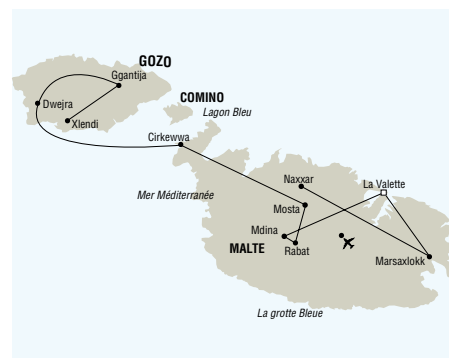 GOZO
Ggantija
Dwejra
Xlendi
COMINO
Lagon Bleu
Cirkewwa
Mer Méditerranée
Naxxar
La Valette
Mosta
Mdina
MALTE
Rabat
Marsaxlokk
La grotte Bleue